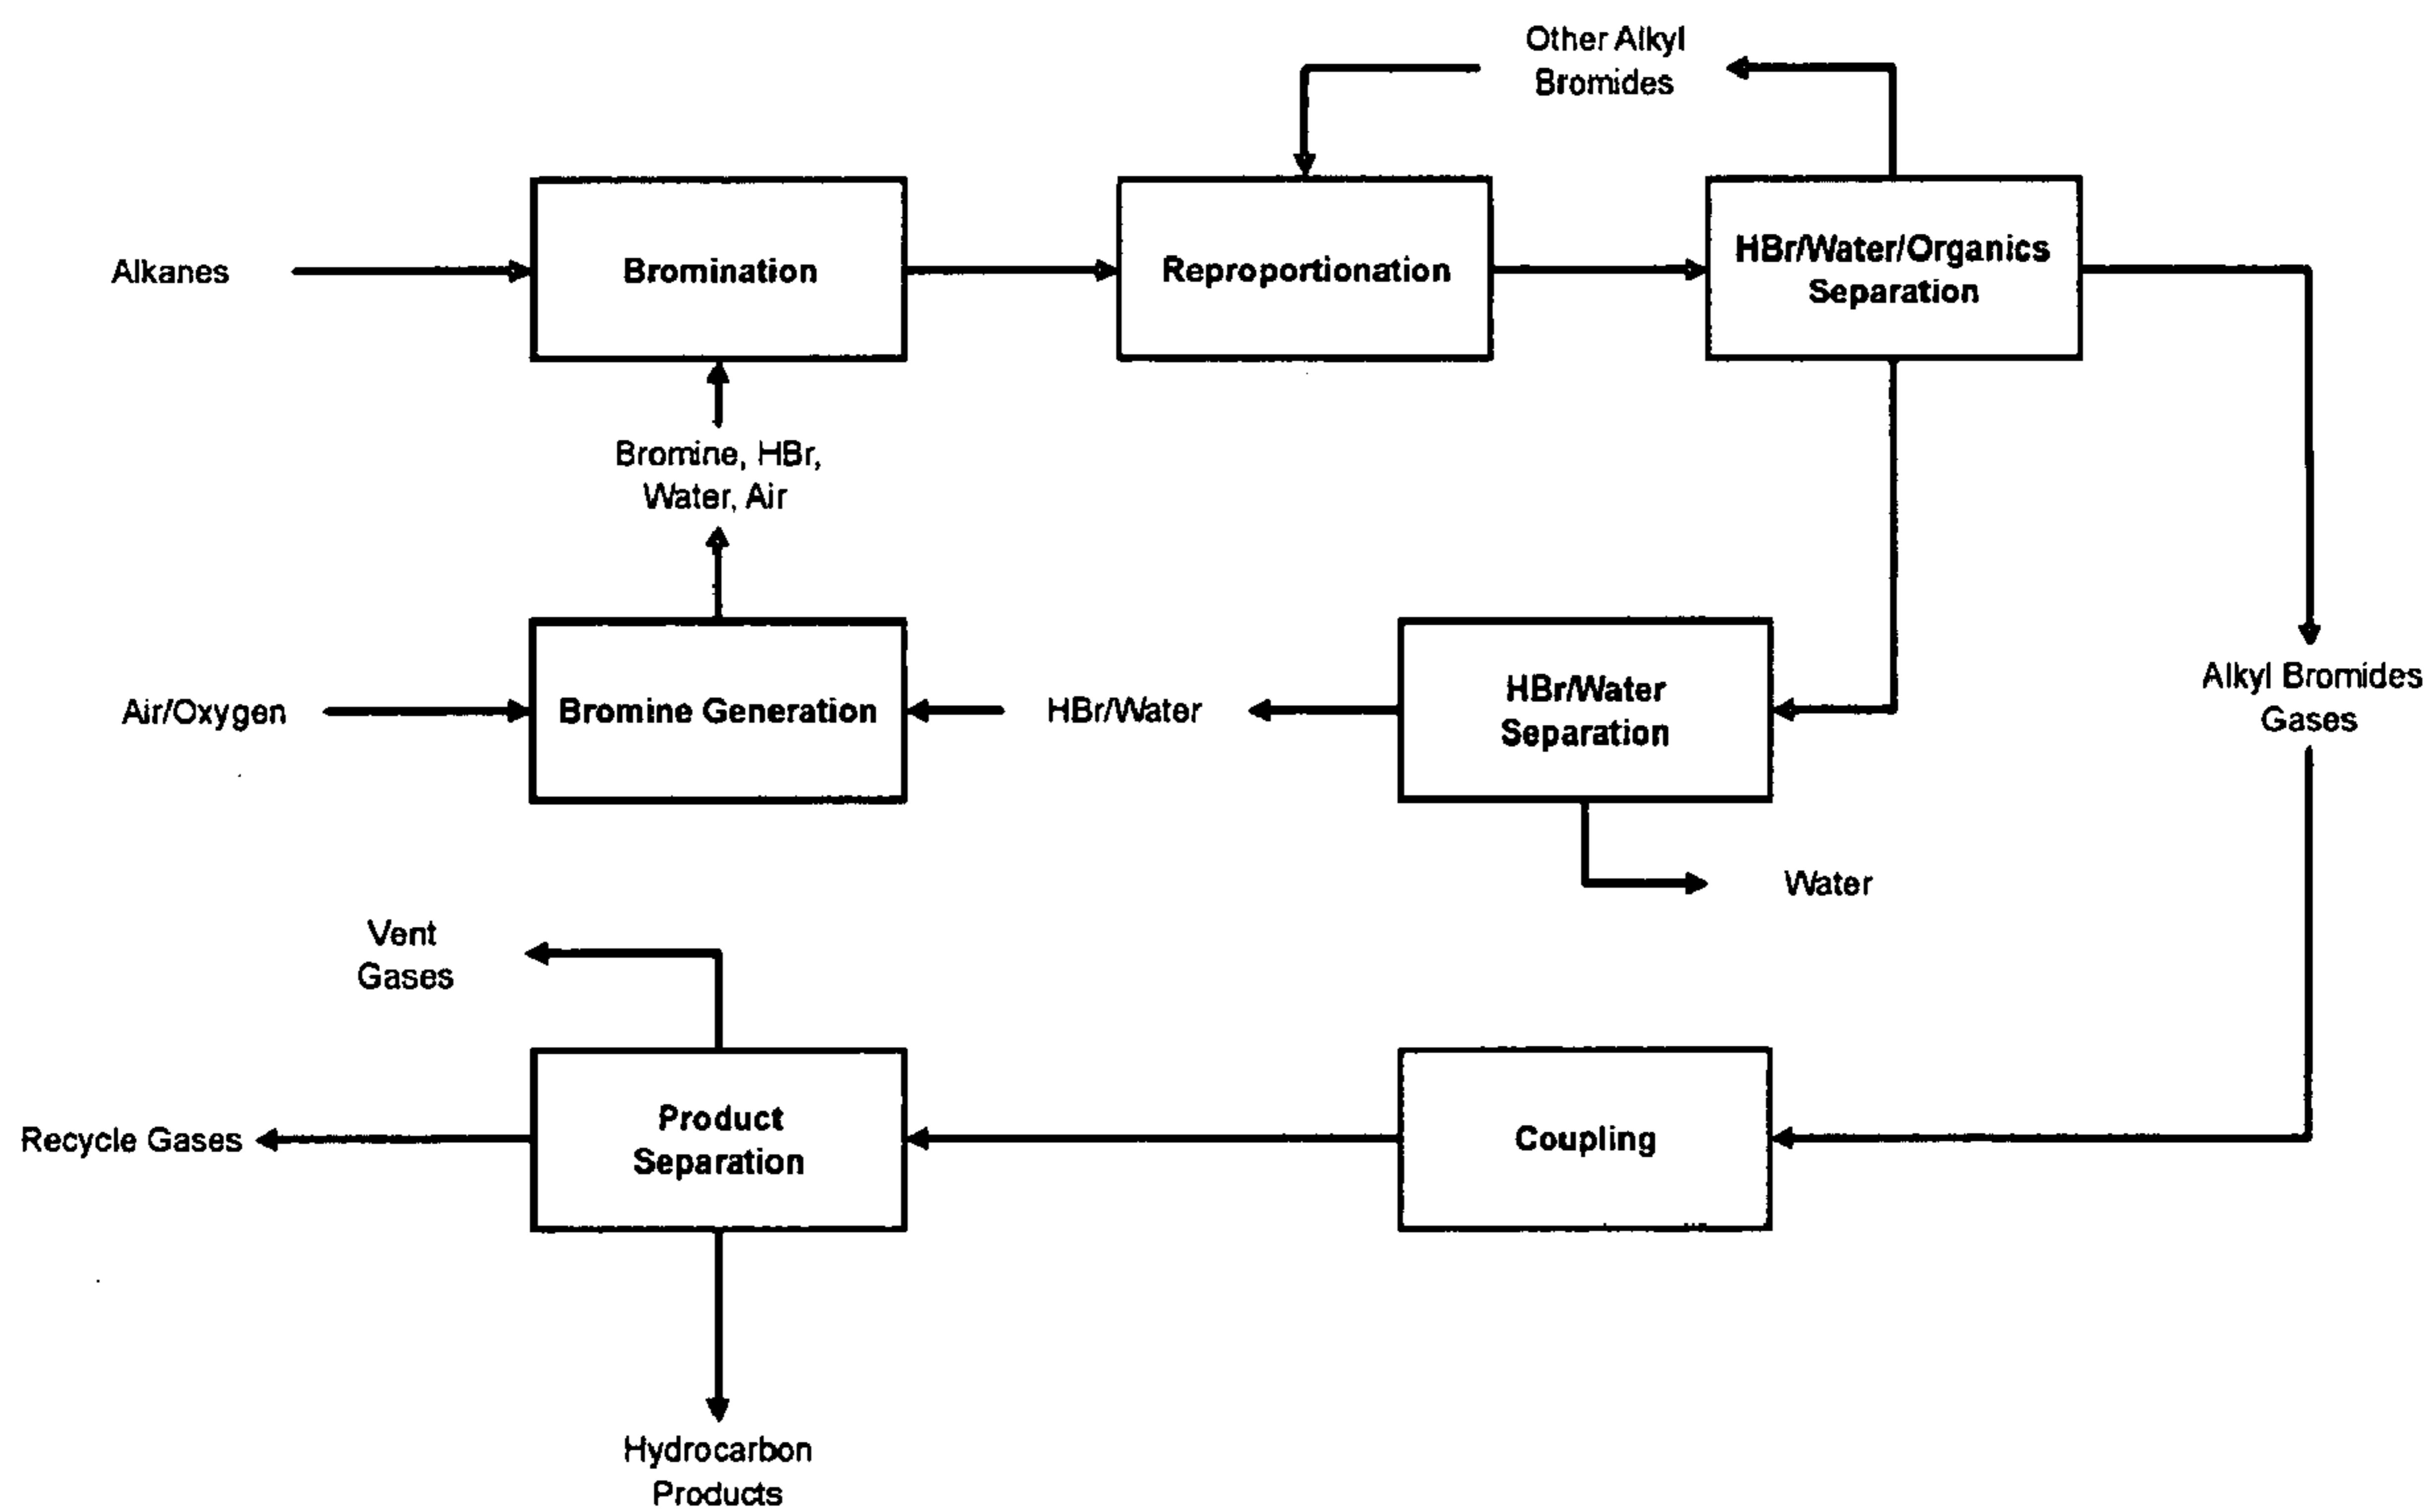 Other Alkyl
Bromides
Alkanes
Bromination
Reproportionation
HBr/Water/Organics
Separation
Bromine, HBr,
Water, Air
Air/Oxygen
Bromine Generation
HBr/Water
HBr/Water
Separation
Alkyl Bromides
Gases
Water
Vent
Gases
Recycle Gases
Product
Separation
Coupling
Hydrocarbon
Products